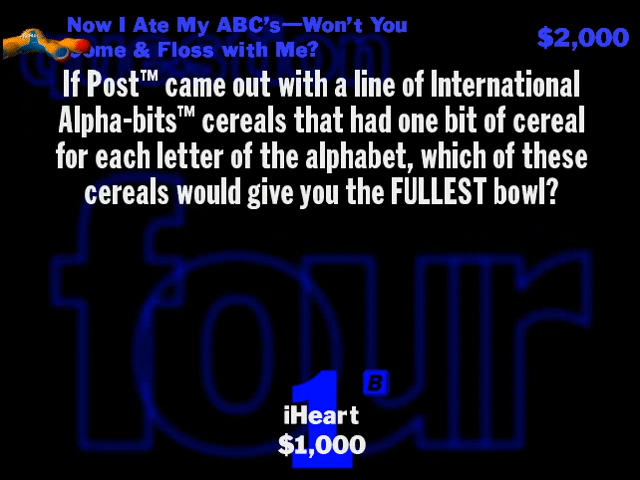 Now I Ate My ABC's—Won't You
Come & Floss with Me?
$2,000
question
If Post™ came out with a line of International
Alpha-bits™ cereals that had one bit of cereal
for each letter of the alphabet, which of these
cereals would give you the FULLEST bowl?
four
1
B
iHeart
$1,000